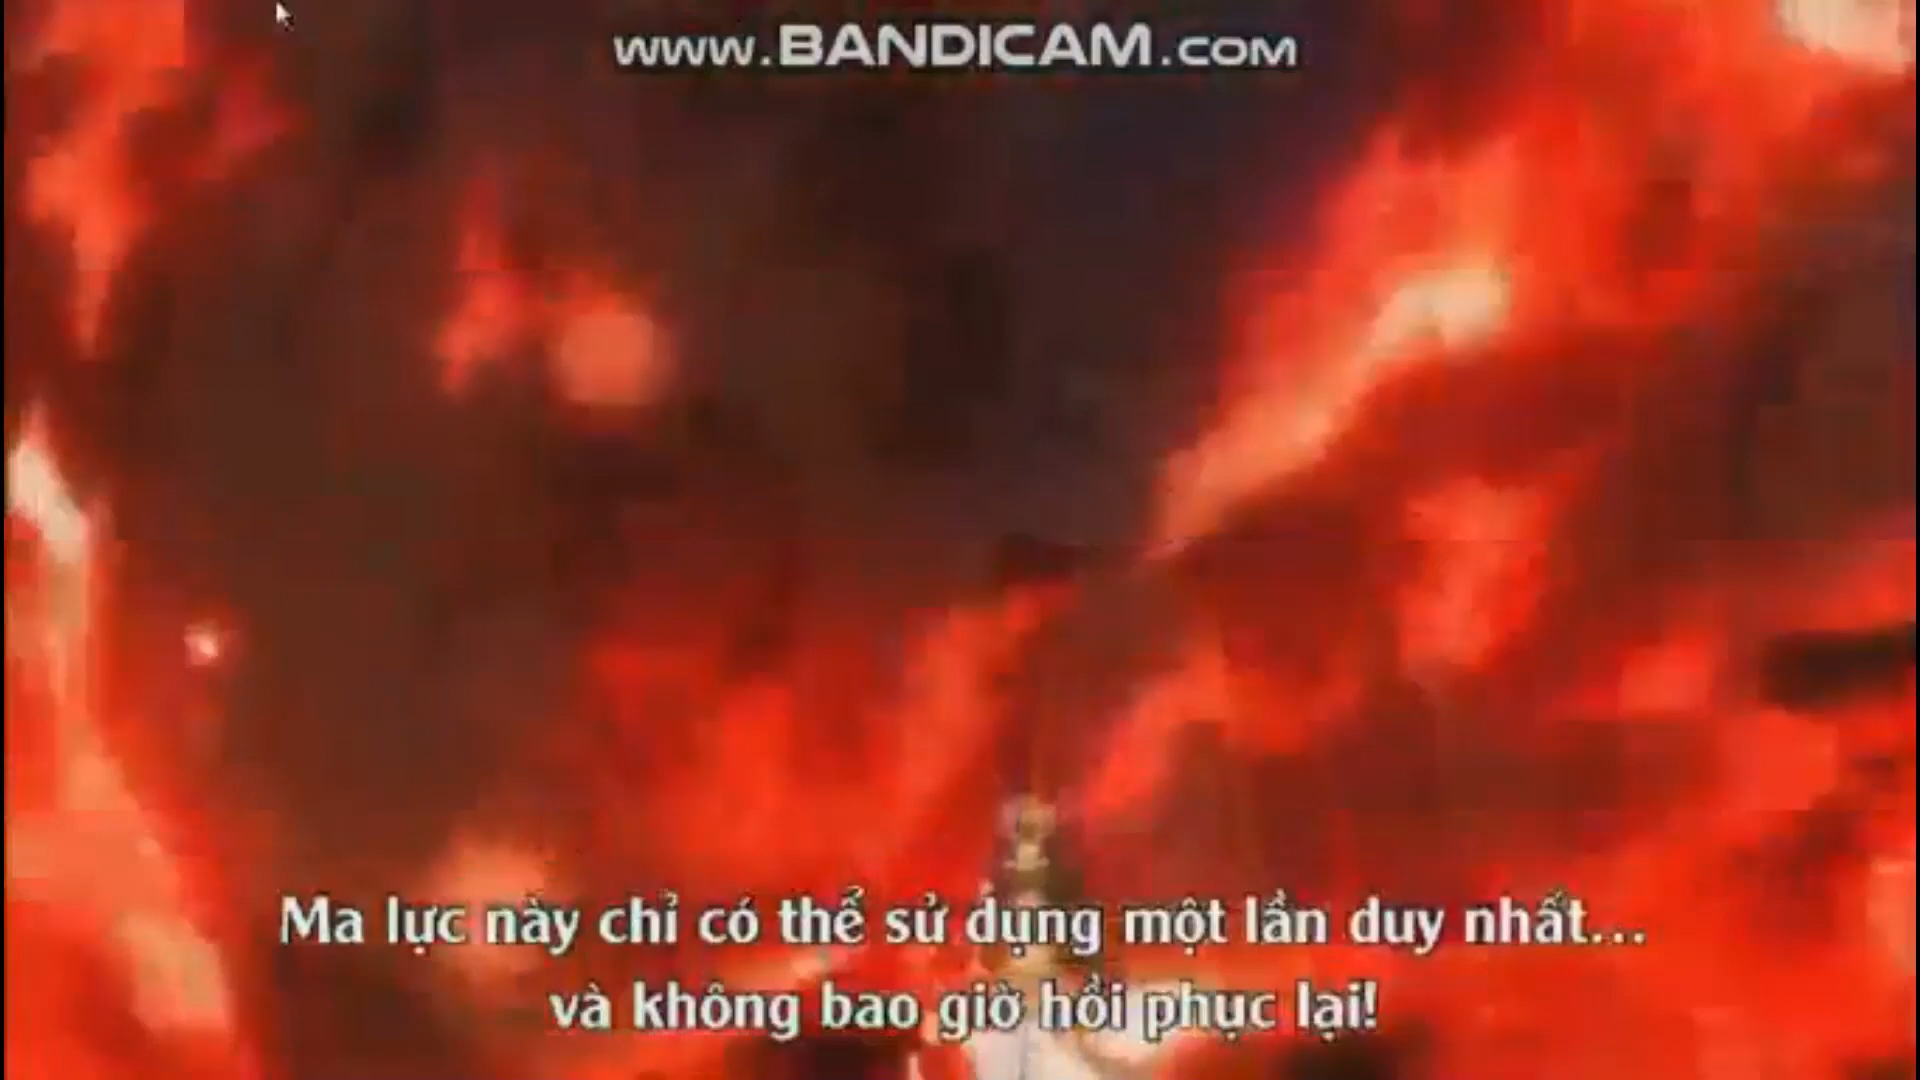 www.BANDICAM.com
Ma lực này chỉ có thể sử dụng một lần duy nhất...
và không bao giờ hồi phục lại!